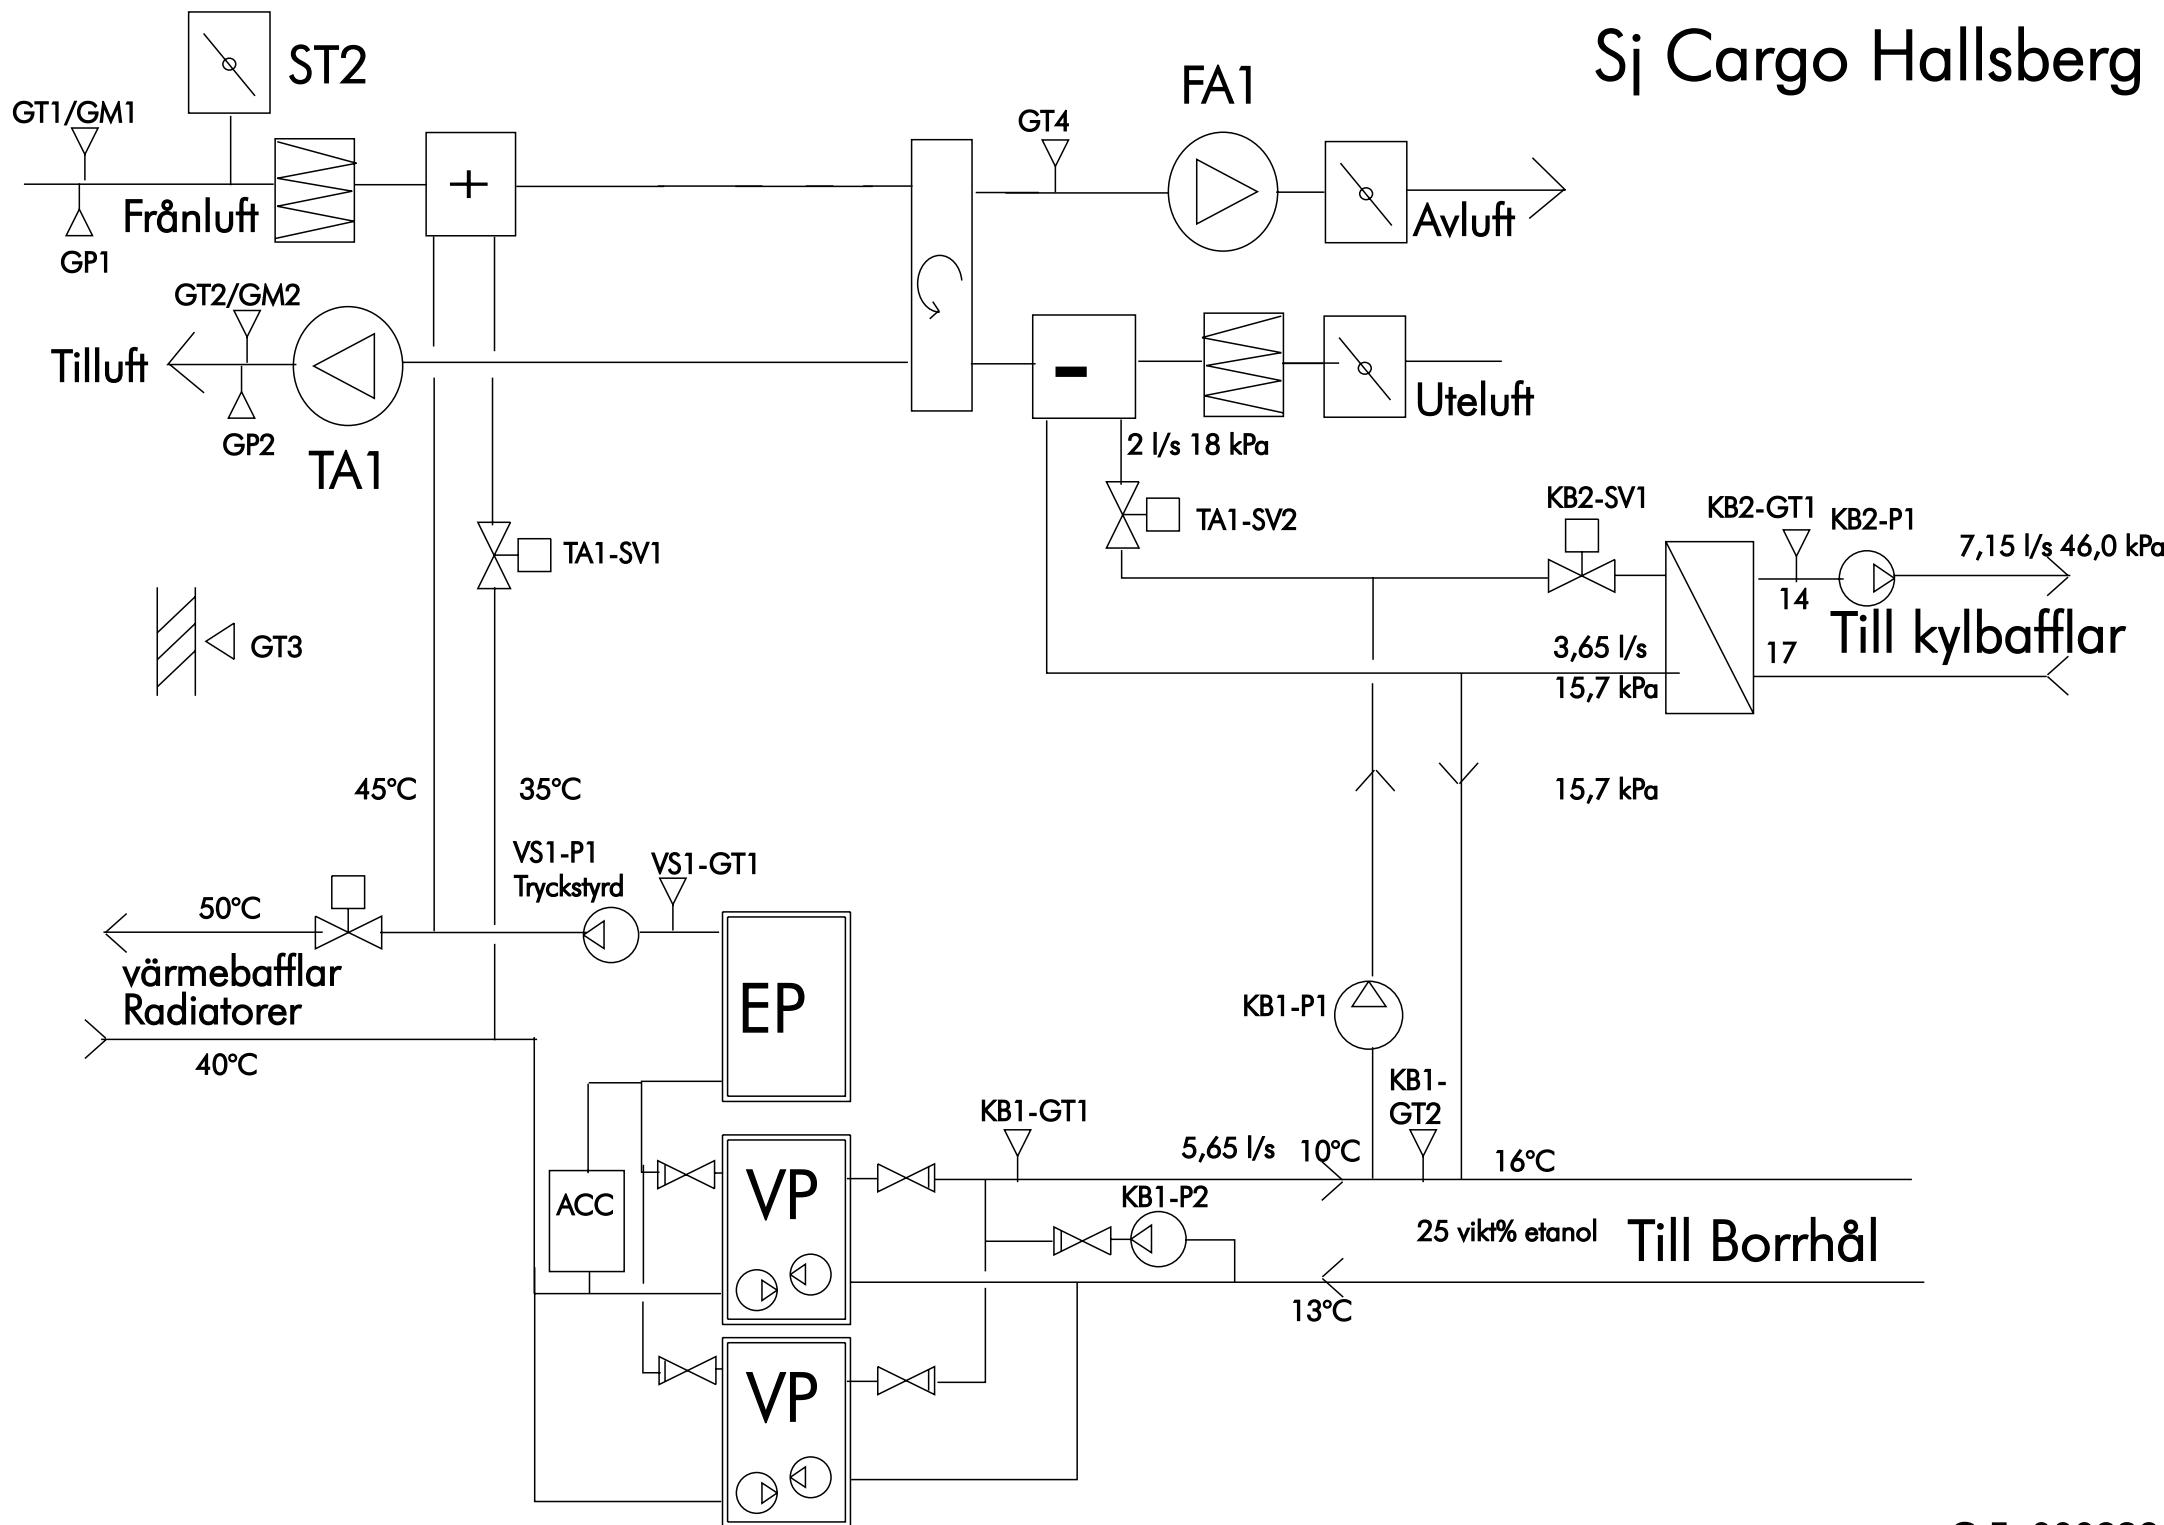 Sj Cargo Hallsberg
ST2
FA1
GT1/GM1
GT4
Frånluft
Avluft
GP1
GT2/GM2
Tilluft
Uteluft
GP2
TA1
2 l/s 18 kPa
KB2-SV1
KB2-GT1
KB2-P1
TA1-SV2
TA1-SV1
7,15 l/s 46,0 kPa
14
Till kylbafflar
GT3
3,65 l/s
17
15,7 kPa
45°C
35°C
15,7 kPa
VS1-P1
Tryckstyrd
VS1-GT1
50°C
värmebafflar
Radiatorer
EP
KB1-P1
40°C
KB1-
GT2
KB1-GT1
5,65 l/s
10°C
16°C
VP
ACC
KB1-P2
25 vikt% etanol
Till Borrhål
13°C
VP